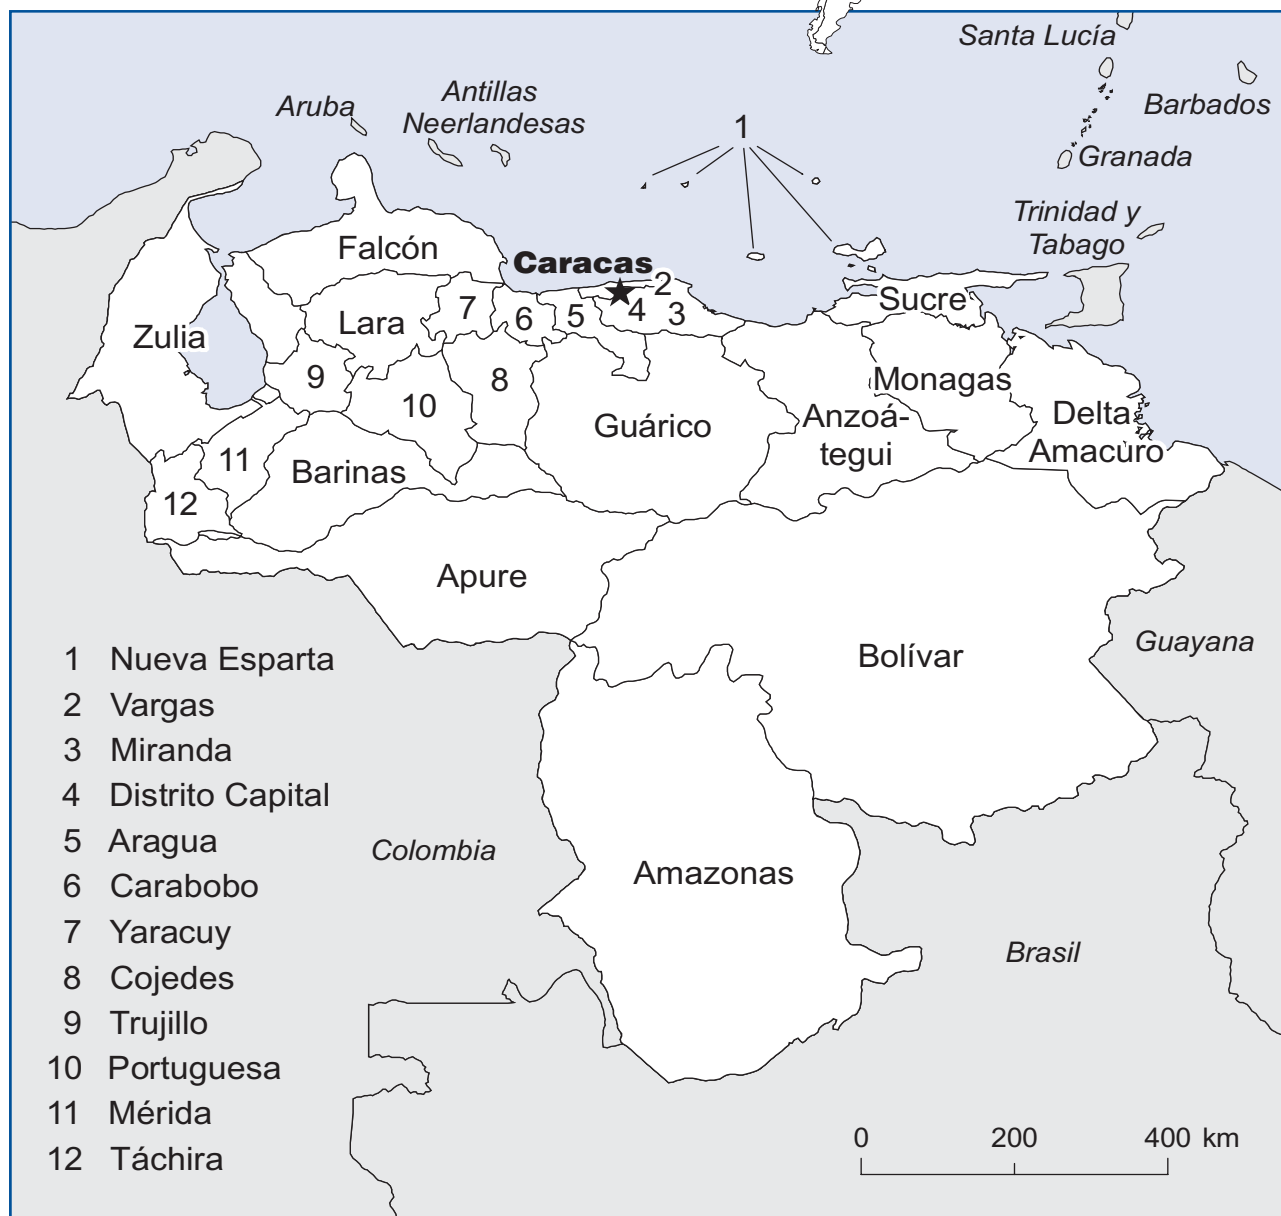 Santa Lucía
Antillas
Neerlandesas
Aruba
Barbados
1
Granada
Trinidad y
Tabago
Falcón
Caracas
2
Sucre
7
6
5
4
3
Lara
Zulia
9
8
10
Monagas
Guárico
Anzoá-
tegui
Delta
Amacuro
11
Barinas
12
Apure
Guayana
Bolívar
Colombia
Amazonas
Brasil
1 Nueva Esparta
2 Vargas
3 Miranda
4 Distrito Capital
5 Aragua
6 Carabobo
7 Yaracuy
8 Cojedes
9 Trujillo
10 Portuguesa
11 Mérida
12 Táchira
0 200 400 km